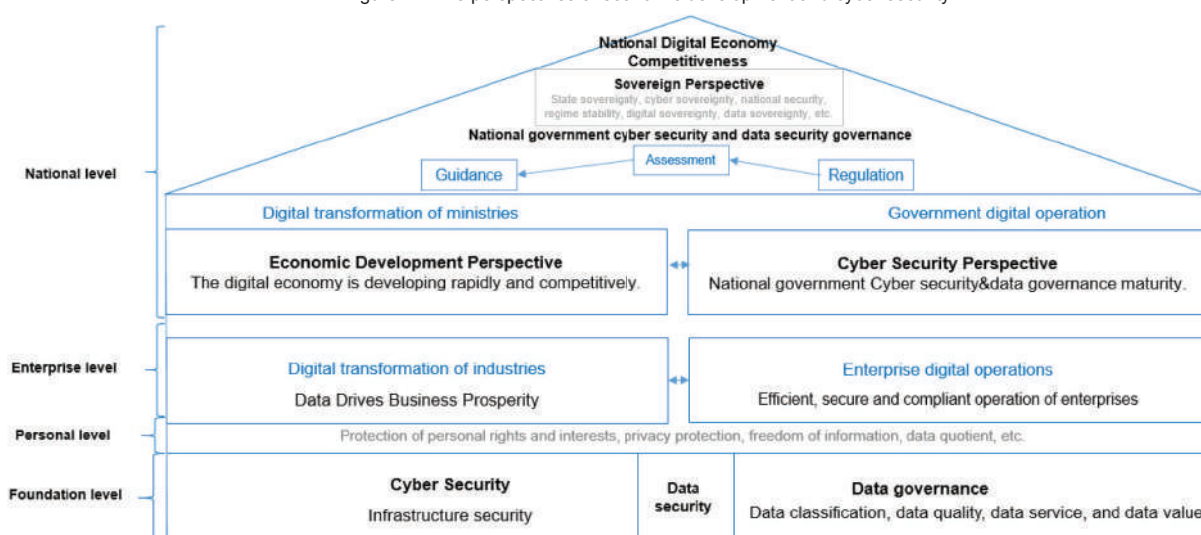 National Digital Economy
Competitiveness
Sovereign Perspective
State sovereigaty, cyber sovereignty, national security,
regime stability, digital sovereignty, data sovereignty, etc.
National government cyber security and data security governance
National level
Guidance
Assessment
Regulation
Digital transformation of ministries
Government digital operation
Economic Development Perspective
The digital economy is developing rapidly and competitively.
Cyber Security Perspective
National government Cyber security&data governance maturity.
Enterprise level
Digital transformation of industries
Data Drives Business Prosperity
Enterprise digital operations
Efficient, secure and compliant operation of enterprises
Personal level
Protection of personal rights and interests, privacy protection, freedom of information, data quotient, etc.
Foundation level
Cyber Security
Infrastructure security
Data
security
Data governance
Data classification, data quality, data service, and data value